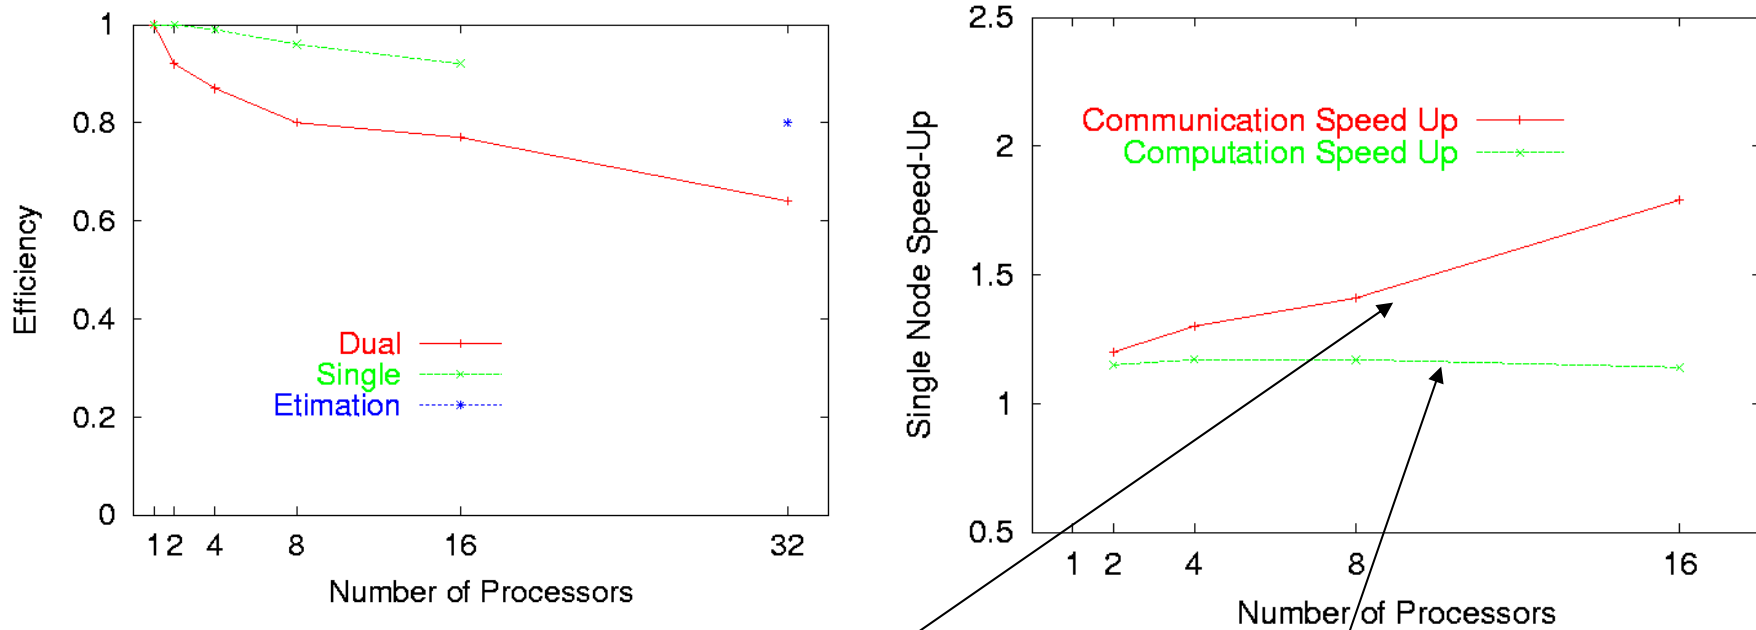 1
0.8
0.6
0.4
0.2
0
Efficiency
Dual
Single
Etimation
1 2 4 8 16 32
Number of Processors
2.5
2
1.5
1
0.5
Single Node Speed-Up
Communication Speed Up
Computation Speed Up
1 2 4 8 16
Number of Processors